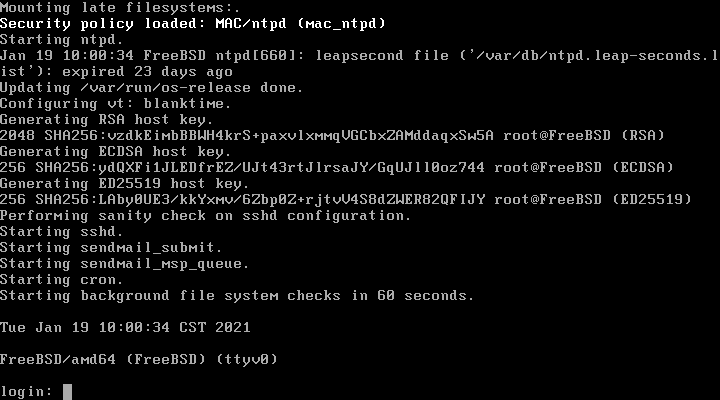 Mounting late filesystems:.
Security policy loaded: MAC/ntpd (mac_ntpd)
Starting ntpd.
Jan 19 10:00:34 FreeBSD ntpd[660]: leapsecond file ('/var/db/ntpd.leap-seconds.l
ist'): expired 23 days ago
Updating /var/run/os-release done.
Configuring vt: blanktime.
Generating RSA host key.
2048 SHA256:vzdkEimbBBWH4krS+paxvlxmmqVGCbxZAMddaqxSw5A root@FreeBSD (RSA)
Generating ECDSA host key.
256 SHA256:ydQXFi1JLEDfrEZ/UJt43rtJlrsaJY/GqUJll0oz744 root@FreeBSD (ECDSA)
Generating ED25519 host key.
256 SHA256:LAby0UE3/kkYxmv/6Zbp0Z+rjtvV4S8dZWER82QFIJY root@FreeBSD (ED25519)
Performing sanity check on sshd configuration.
Starting sshd.
Starting sendmail_submit.
Starting sendmail_msp_queue.
Starting cron.
Starting background file system checks in 60 seconds.
Tue Jan 19 10:00:34 CST 2021
FreeBSD/amd64 (FreeBSD) (ttyv0)
login: